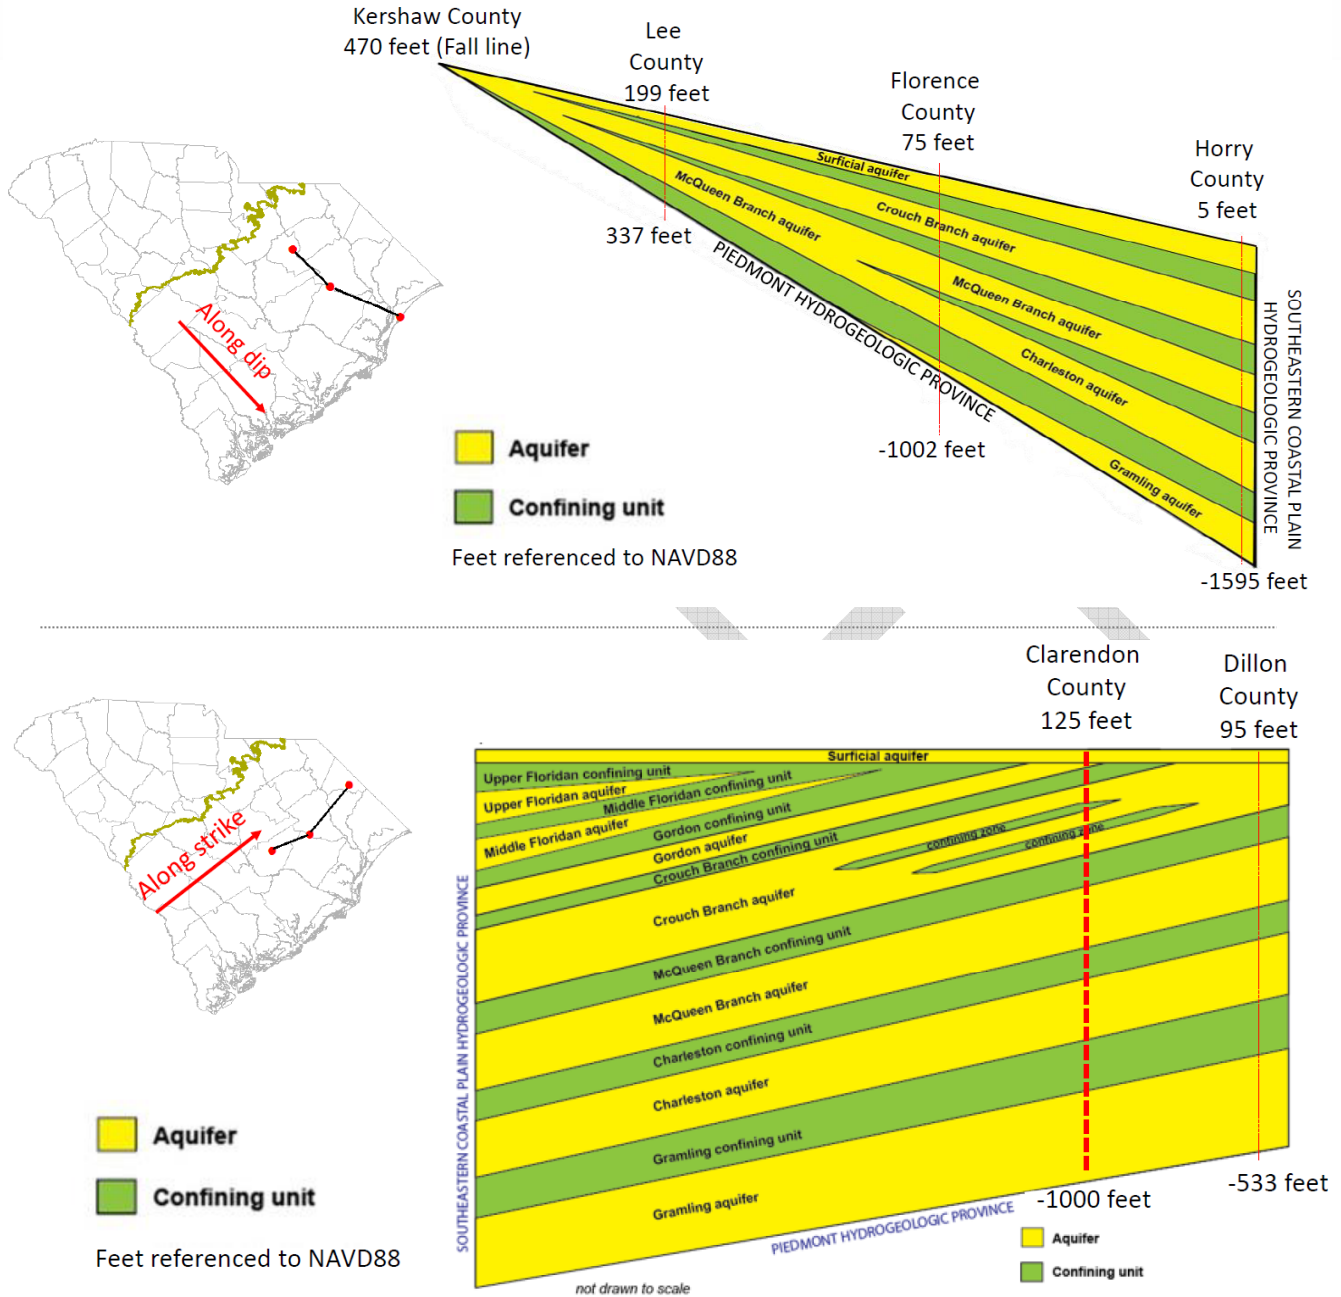 Kershaw County
470 feet (Fall line)
Lee
County
199 feet
Florence
County
75 feet
Horry
County
5 feet
Surficial aquifer
Crouch Branch aquifer
McQueen Branch aquifer
McQueen Branch aquifer
Charleston aquifer
Gramling aquifer
337 feet
PIEDMONT HYDROGEOLOGIC PROVINCE
SOUTHEASTERN COASTAL PLAIN
HYDROGEOLOGIC PROVINCE
-1002 feet
-1595 feet
Along dip
Aquifer
Confining unit
Feet referenced to NAVD88
Clarendon
County
125 feet
Dillon
County
95 feet
Surficial aquifer
Upper Floridan confining unit
Upper Floridan aquifer
Middle Floridan confining unit
Middle Floridan aquifer
Gordon confining unit
Gordon aquifer
Crouch Branch confining unit
confining zone
confining zone
Crouch Branch aquifer
McQueen Branch confining unit
McQueen Branch aquifer
Charleston confining unit
Charleston aquifer
Gramling confining unit
Gramling aquifer
SOUTHEASTERN COASTAL PLAIN HYDROGEOLOGIC PROVINCE
PIEDMONT HYDROGEOLOGIC PROVINCE
-1000 feet
-533 feet
Along strike
Aquifer
Confining unit
Feet referenced to NAVD88
Aquifer
Confining unit
not drawn to scale